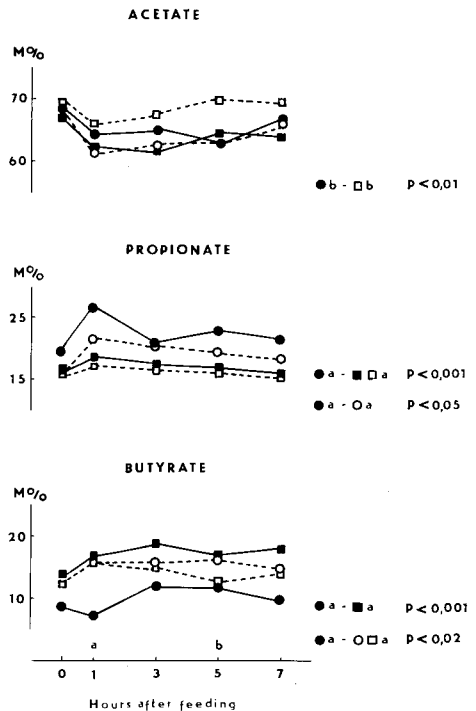 ACETATE
M%
70
60
●b - □b P<0,01
PROPIONATE
M%
25
15
●a - ■□a P<0,001
●a - ○a P<0,05
BUTYRATE
M%
20
10
●a - ■a P<0,001
●a - ○□a P<0,02
a b
0 1 3 5 7
Hours after feeding